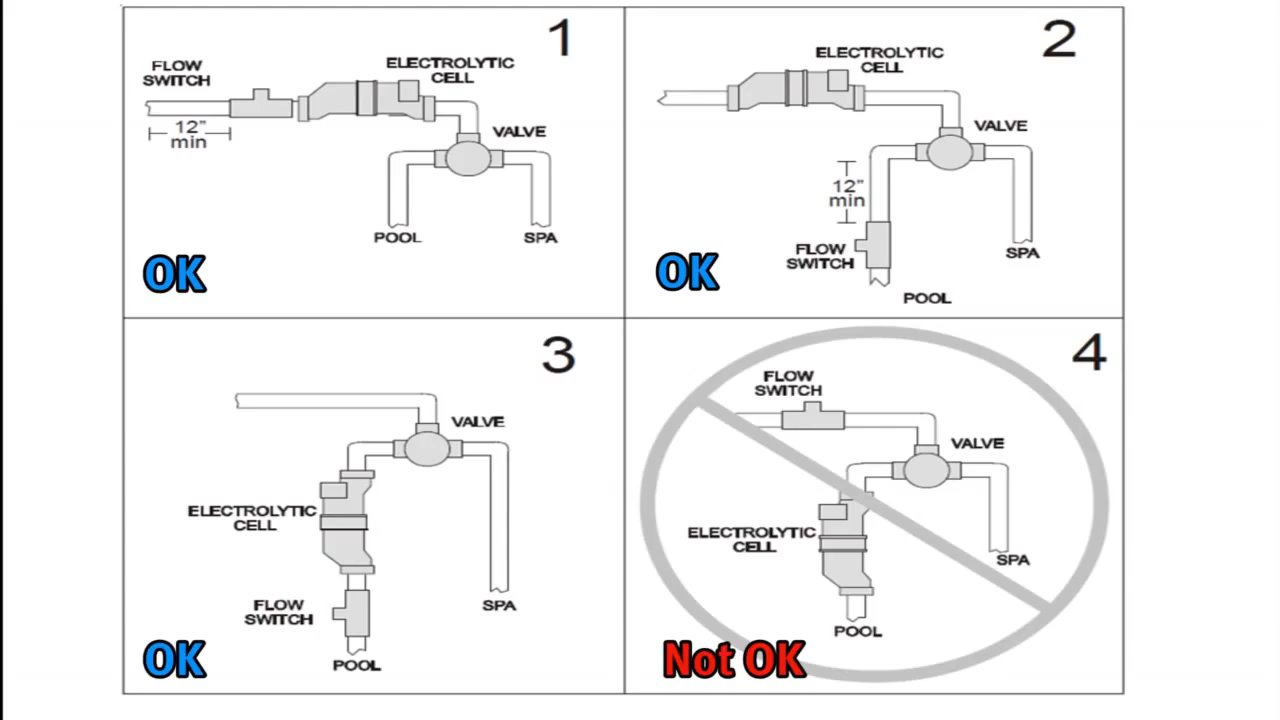 1
FLOW
SWITCH
ELECTROLYTIC
CELL
12"
min
VALVE
POOL
SPA
OK
2
ELECTROLYTIC
CELL
VALVE
12"
min
FLOW
SWITCH
SPA
POOL
OK
3
VALVE
ELECTROLYTIC
CELL
FLOW
SWITCH
SPA
POOL
OK
4
FLOW
SWITCH
VALVE
ELECTROLYTIC
CELL
SPA
POOL
Not OK